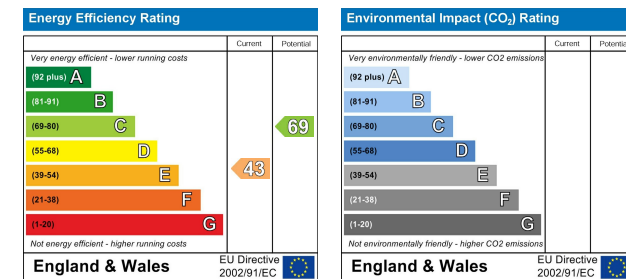 Energy Efficiency Rating
Current Potential
Very energy efficient - lower running costs
(92 plus) A
(81-91) B
(69-80) C
69
(55-68) D
(39-54) E
43
(21-38) F
(1-20) G
Not energy efficient - higher running costs
England & Wales
EU Directive
2002/91/EC
Environmental Impact (CO₂) Rating
Current Potential
Very environmentally friendly - lower CO2 emissions
(92 plus) A
(81-91) B
(69-80) C
(55-68) D
(39-54) E
(21-38) F
(1-20) G
Not environmentally friendly - higher CO2 emissions
England & Wales
EU Directive
2002/91/EC